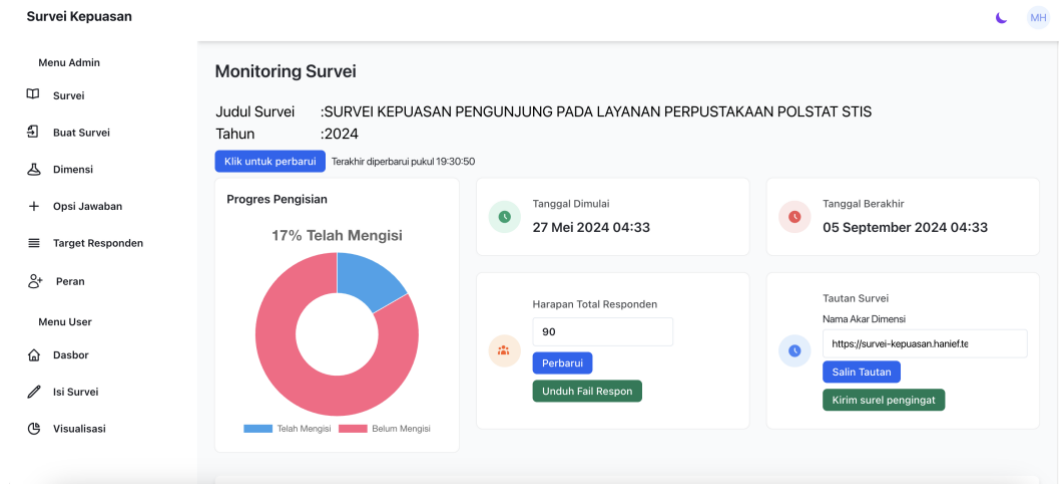 Survei Kepuasan
MH
Menu Admin
Survei
Buat Survei
Dimensi
Opsi Jawaban
Target Responden
Peran
Menu User
Dasbor
Isi Survei
Visualisasi
Monitoring Survei
Judul Survei :SURVEI KEPUASAN PENGUNJUNG PADA LAYANAN PERPUSTAKAAN POLSTAT STIS
Tahun :2024
Klik untuk perbarui Terakhir diperbarui pukul 19:30:50
Progres Pengisian
17% Telah Mengisi
Telah Mengisi Belum Mengisi
Tanggal Dimulai
27 Mei 2024 04:33
Tanggal Berakhir
05 September 2024 04:33
Harapan Total Responden
90
Perbarui
Unduh Fail Respon
Tautan Survei
Nama Akar Dimensi
https://survei-kepuasan.hanief.te
Salin Tautan
Kirim surel pengingat